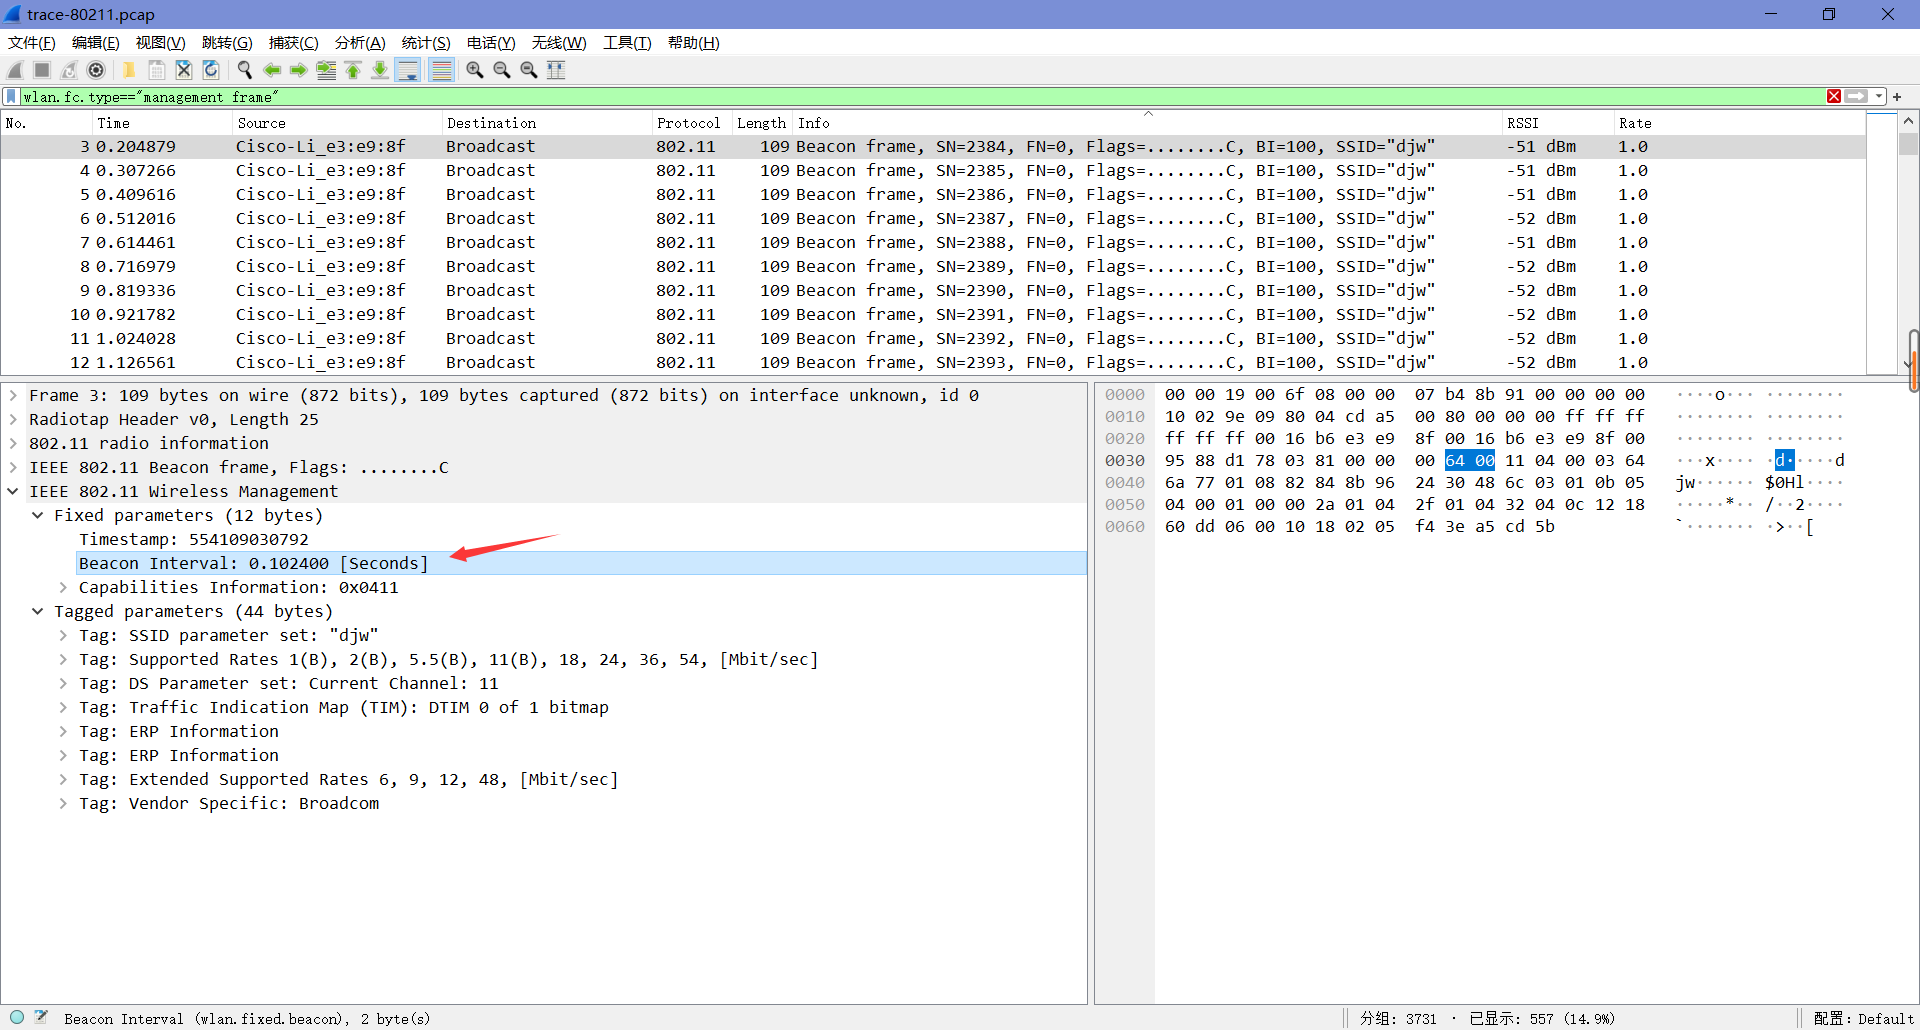 trace-80211.pcap
文件(F) 编辑(E) 视图(V) 跳转(G) 捕获(C) 分析(A) 统计(S) 电话(Y) 无线(W) 工具(T) 帮助(H)
wlan.fc.type=="management frame"
No. Time Source Destination Protocol Length Info RSSI Rate
3 0.204879 Cisco-Li_e3:e9:8f Broadcast 802.11 109 Beacon frame, SN=2384, FN=0, Flags=........C, BI=100, SSID="djw" -51 dBm 1.0
4 0.307266 Cisco-Li_e3:e9:8f Broadcast 802.11 109 Beacon frame, SN=2385, FN=0, Flags=........C, BI=100, SSID="djw" -51 dBm 1.0
5 0.409616 Cisco-Li_e3:e9:8f Broadcast 802.11 109 Beacon frame, SN=2386, FN=0, Flags=........C, BI=100, SSID="djw" -51 dBm 1.0
6 0.512016 Cisco-Li_e3:e9:8f Broadcast 802.11 109 Beacon frame, SN=2387, FN=0, Flags=........C, BI=100, SSID="djw" -52 dBm 1.0
7 0.614461 Cisco-Li_e3:e9:8f Broadcast 802.11 109 Beacon frame, SN=2388, FN=0, Flags=........C, BI=100, SSID="djw" -51 dBm 1.0
8 0.716979 Cisco-Li_e3:e9:8f Broadcast 802.11 109 Beacon frame, SN=2389, FN=0, Flags=........C, BI=100, SSID="djw" -52 dBm 1.0
9 0.819336 Cisco-Li_e3:e9:8f Broadcast 802.11 109 Beacon frame, SN=2390, FN=0, Flags=........C, BI=100, SSID="djw" -52 dBm 1.0
10 0.921782 Cisco-Li_e3:e9:8f Broadcast 802.11 109 Beacon frame, SN=2391, FN=0, Flags=........C, BI=100, SSID="djw" -52 dBm 1.0
11 1.024028 Cisco-Li_e3:e9:8f Broadcast 802.11 109 Beacon frame, SN=2392, FN=0, Flags=........C, BI=100, SSID="djw" -52 dBm 1.0
12 1.126561 Cisco-Li_e3:e9:8f Broadcast 802.11 109 Beacon frame, SN=2393, FN=0, Flags=........C, BI=100, SSID="djw" -52 dBm 1.0
Frame 3: 109 bytes on wire (872 bits), 109 bytes captured (872 bits) on interface unknown, id 0
Radiotap Header v0, Length 25
802.11 radio information
IEEE 802.11 Beacon frame, Flags: ........C
IEEE 802.11 Wireless Management
Fixed parameters (12 bytes)
Timestamp: 554109030792
Beacon Interval: 0.102400 [Seconds]
Capabilities Information: 0x0411
Tagged parameters (44 bytes)
Tag: SSID parameter set: "djw"
Tag: Supported Rates 1(B), 2(B), 5.5(B), 11(B), 18, 24, 36, 54, [Mbit/sec]
Tag: DS Parameter set: Current Channel: 11
Tag: Traffic Indication Map (TIM): DTIM 0 of 1 bitmap
Tag: ERP Information
Tag: ERP Information
Tag: Extended Supported Rates 6, 9, 12, 48, [Mbit/sec]
Tag: Vendor Specific: Broadcom
0000 00 00 19 00 6f 08 00 00 07 b4 8b 91 00 00 00 00 ····o··· ········
0010 10 02 9e 09 80 04 cd a5 00 80 00 00 00 ff ff ff ········ ········
0020 ff ff ff 00 16 b6 e3 e9 8f 00 16 b6 e3 e9 8f 00 ········ ········
0030 95 88 d1 78 03 81 00 00 00 64 00 11 04 00 03 64 ···x···· ·d·····d
0040 6a 77 01 08 82 84 8b 96 24 30 48 6c 03 01 0b 05 jw······ $0Hl····
0050 04 00 01 00 00 2a 01 04 2f 01 04 32 04 0c 12 18 ·····*·· /··2····
0060 60 dd 06 00 10 18 02 05 f4 3e a5 cd 5b `······· ·>··[
Beacon Interval (wlan.fixed.beacon), 2 byte(s) 分组: 3731 · 已显示: 557 (14.9%) 配置: Default